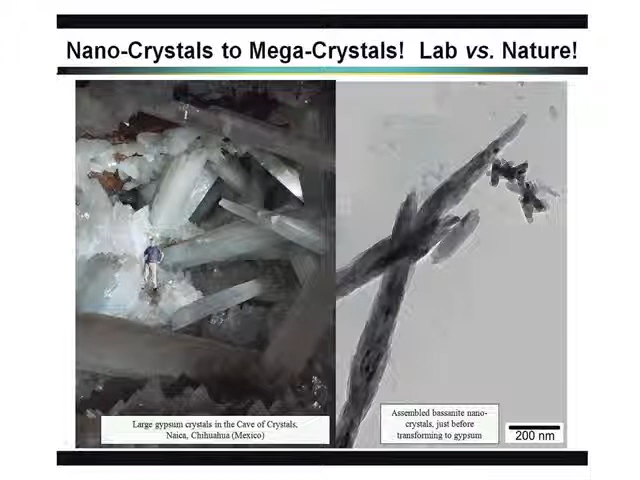 Nano-Crystals to Mega-Crystals!  Lab vs. Nature!
Large gypsum crystals in the Cave of Crystals,
Naica, Chihuahua (Mexico)
Assembled bassanite nano-
crystals, just before
transforming to gypsum
200 nm